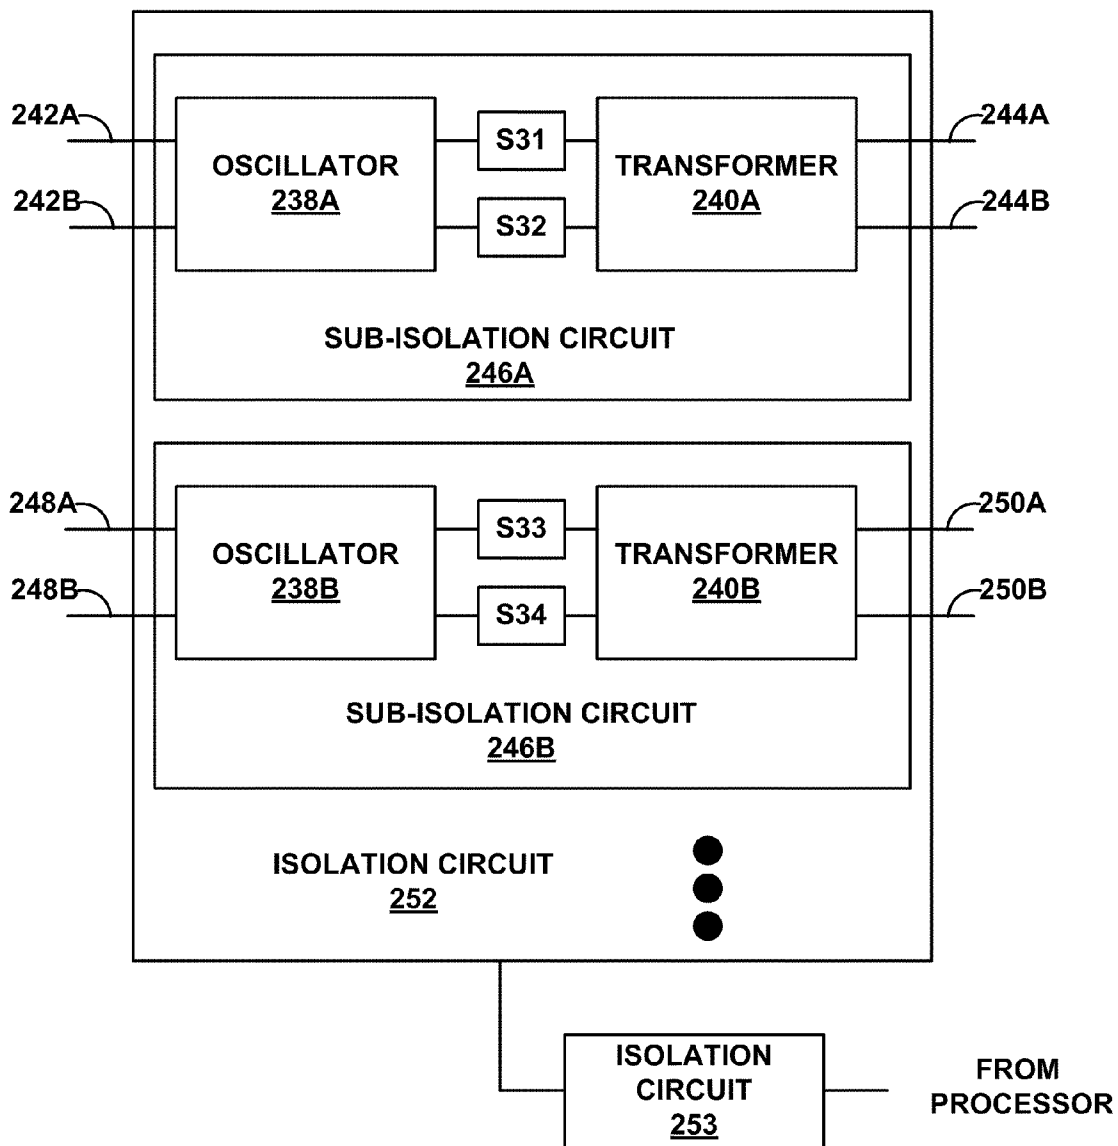 242A
242B
OSCILLATOR
238A
S31
S32
TRANSFORMER
240A
244A
244B
SUB-ISOLATION CIRCUIT
246A
248A
248B
OSCILLATOR
238B
S33
S34
TRANSFORMER
240B
250A
250B
SUB-ISOLATION CIRCUIT
246B
ISOLATION CIRCUIT
252
ISOLATION
CIRCUIT
253
FROM
PROCESSOR